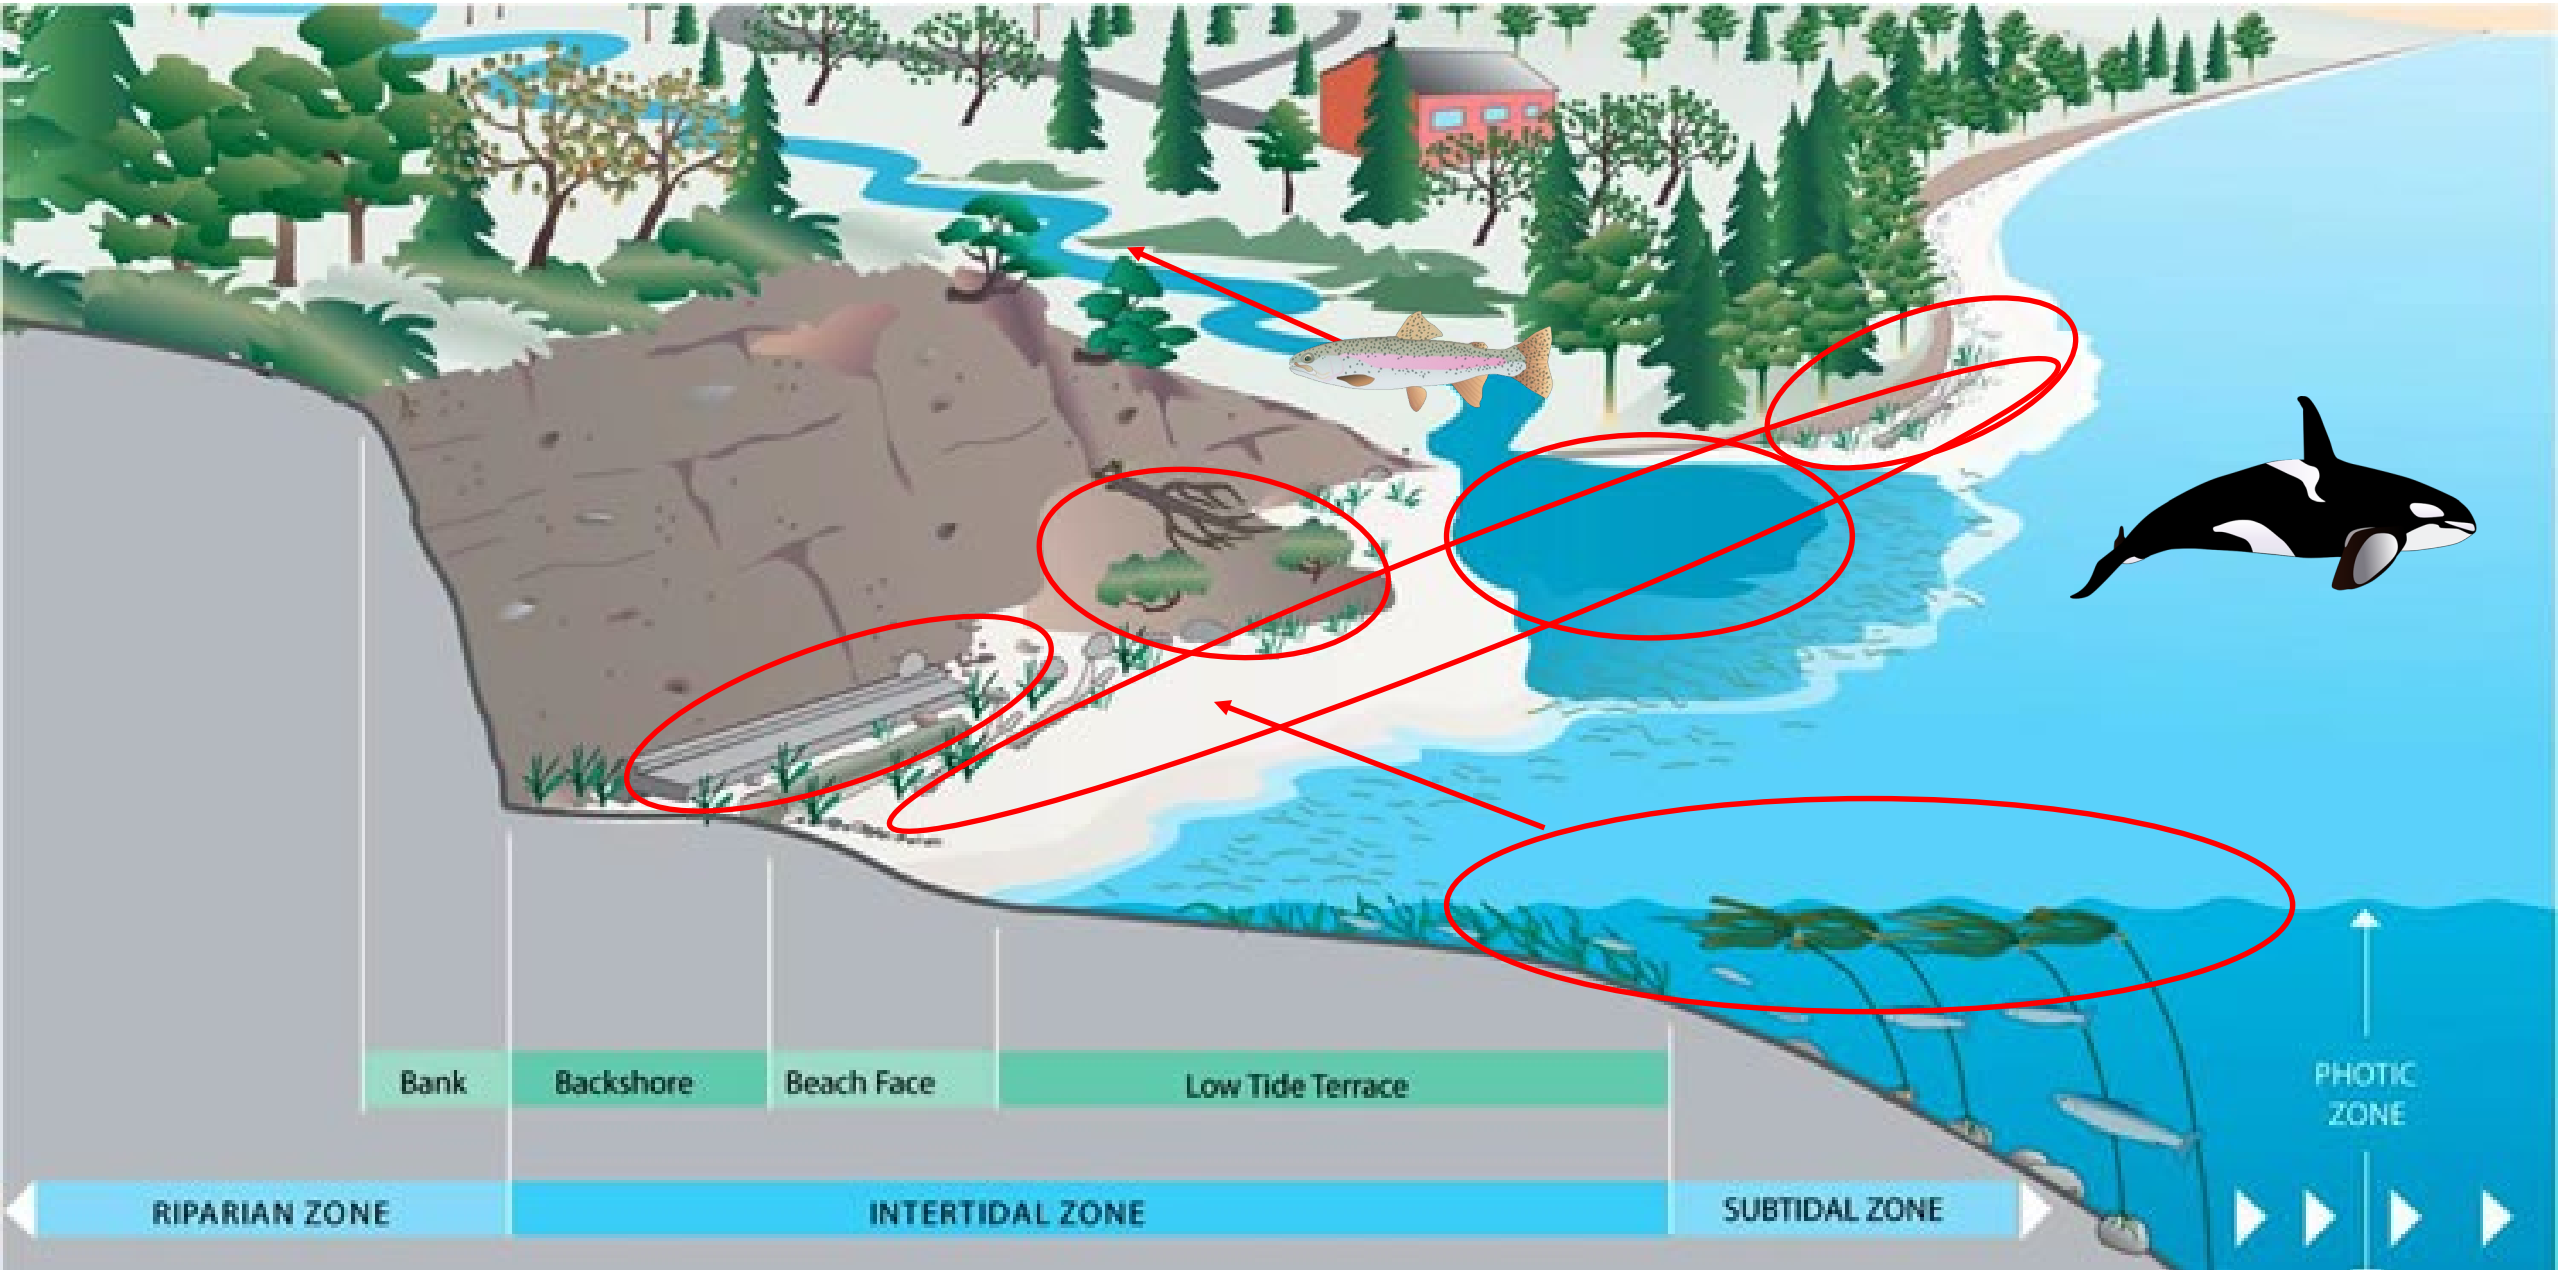 PHOTIC
ZONE
Bank
Backshore
Beach Face
Low Tide Terrace
RIPARIAN ZONE
INTERTIDAL ZONE
SUBTIDAL ZONE